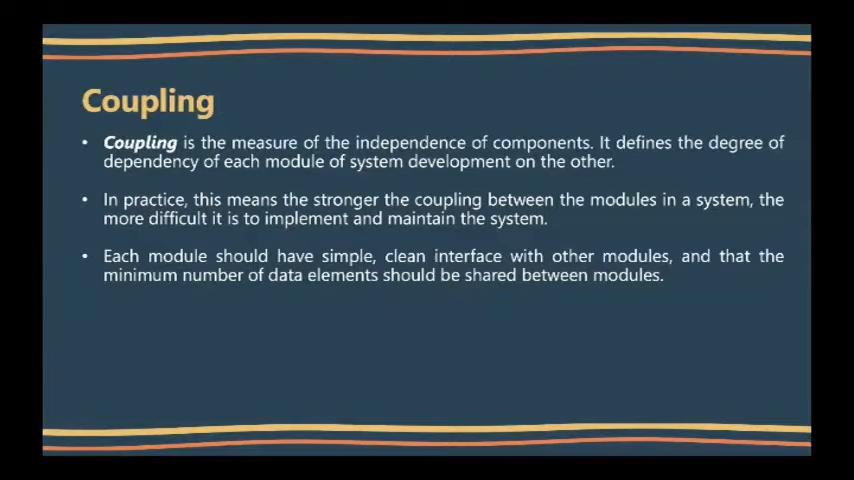 Coupling
• Coupling is the measure of the independence of components. It defines the degree of
dependency of each module of system development on the other.
• In practice, this means the stronger the coupling between the modules in a system, the
more difficult it is to implement and maintain the system.
• Each module should have simple, clean interface with other modules, and that the
minimum number of data elements should be shared between modules.